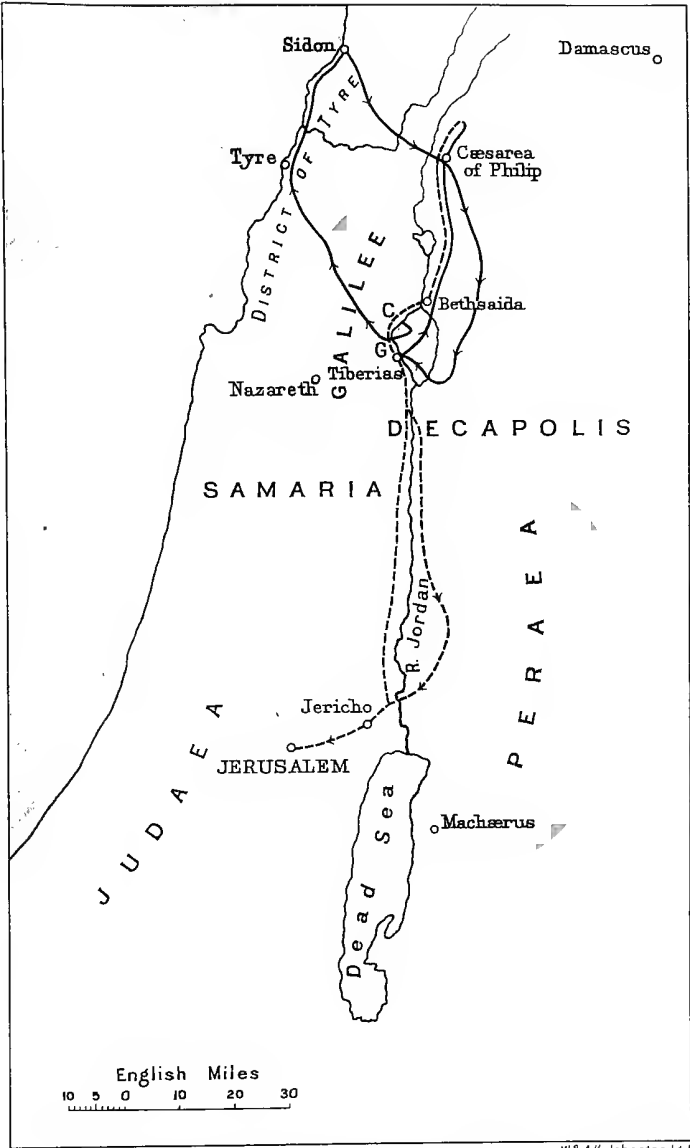 Sidon
Damascus
DISTRICT OF TYRE
Tyre
Cæsarea
of Philip
GALILEE
Bethsaida
C
G
Tiberias
Nazareth
DECAPOLIS
SAMARIA
PERAEA
R. Jordan
Jericho
JERUSALEM
JUDAEA
Machærus
Dead Sea
English Miles
10 5 0 10 20 30